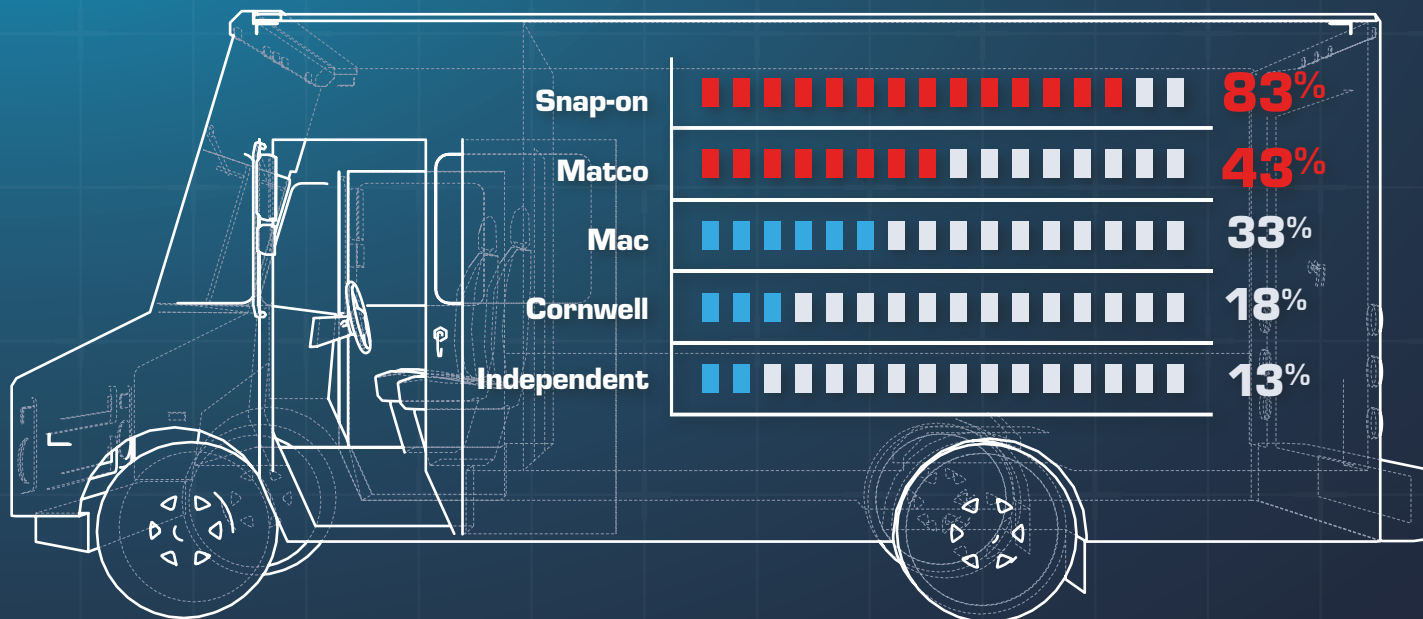 Snap-on 83%
Matco 43%
Mac 33%
Cornwell 18%
Independent 13%